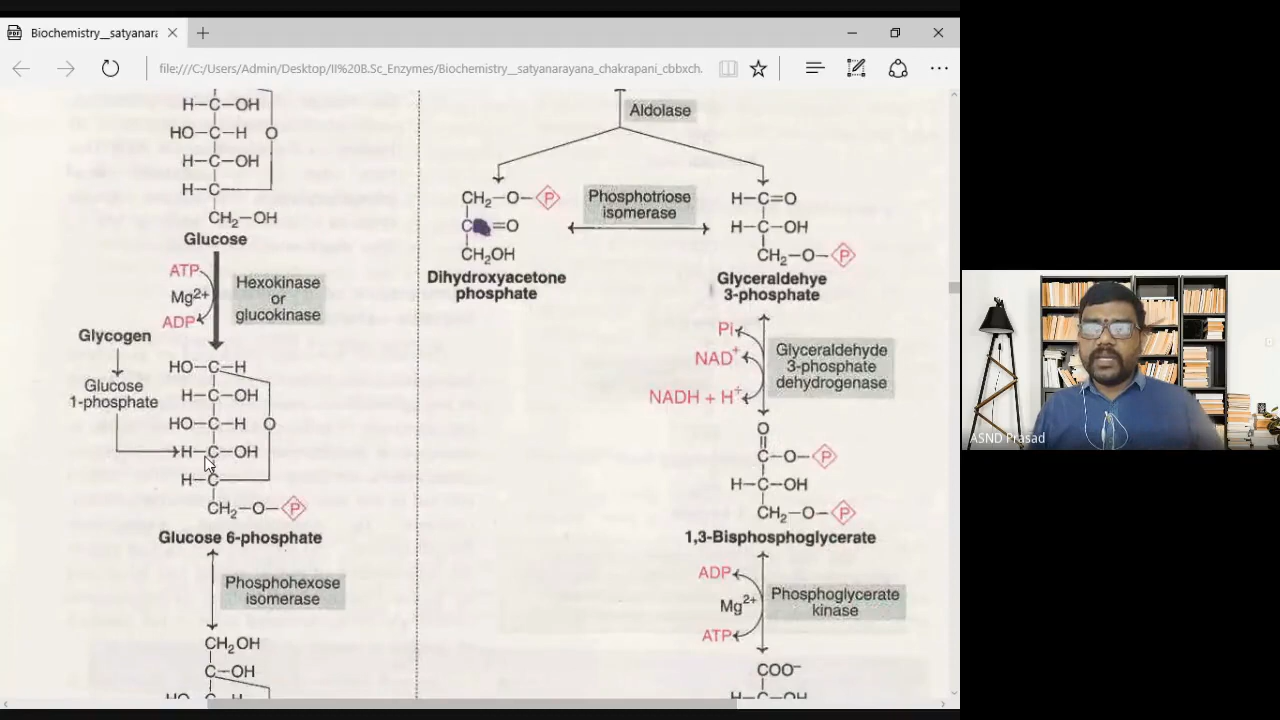 Biochemistry__satyanara
file:///C:/Users/Admin/Desktop/II%20B.Sc_Enzymes/Biochemistry__satyanarayana_chakrapani_cbbxch.
H–C–OH
HO–C–H O
H–C–OH
H–C
CH2–OH
Glucose
ATP
Mg2+
ADP
Hexokinase
or
glucokinase
Glycogen
Glucose
1-phosphate
HO–C–H
H–C–OH
HO–C–H O
H–C–OH
H–C
CH2–O–P
Glucose 6-phosphate
Phosphohexose
isomerase
CH2OH
C–OH
Aldolase
CH2–O–P
C=O
CH2OH
Dihydroxyacetone
phosphate
Phosphotriose
isomerase
H–C=O
H–C–OH
CH2–O–P
Glyceraldehye
3-phosphate
Pi
NAD+
NADH + H+
Glyceraldehyde
3-phosphate
dehydrogenase
O
C–O–P
H–C–OH
CH2–O–P
1,3-Bisphosphoglycerate
ADP
Mg2+
ATP
Phosphoglycerate
kinase
COO–
H–C–OH
ASND Prasad